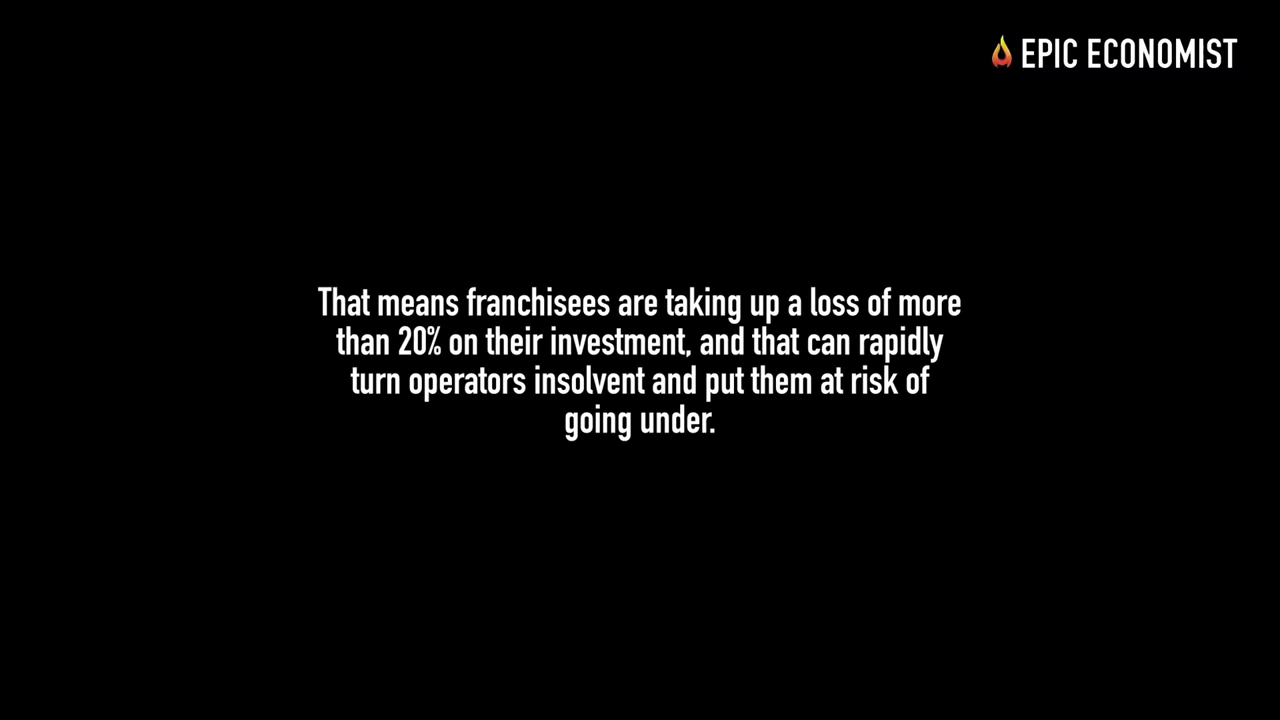 EPIC ECONOMIST
That means franchisees are taking up a loss of more
than 20% on their investment, and that can rapidly
turn operators insolvent and put them at risk of
going under.